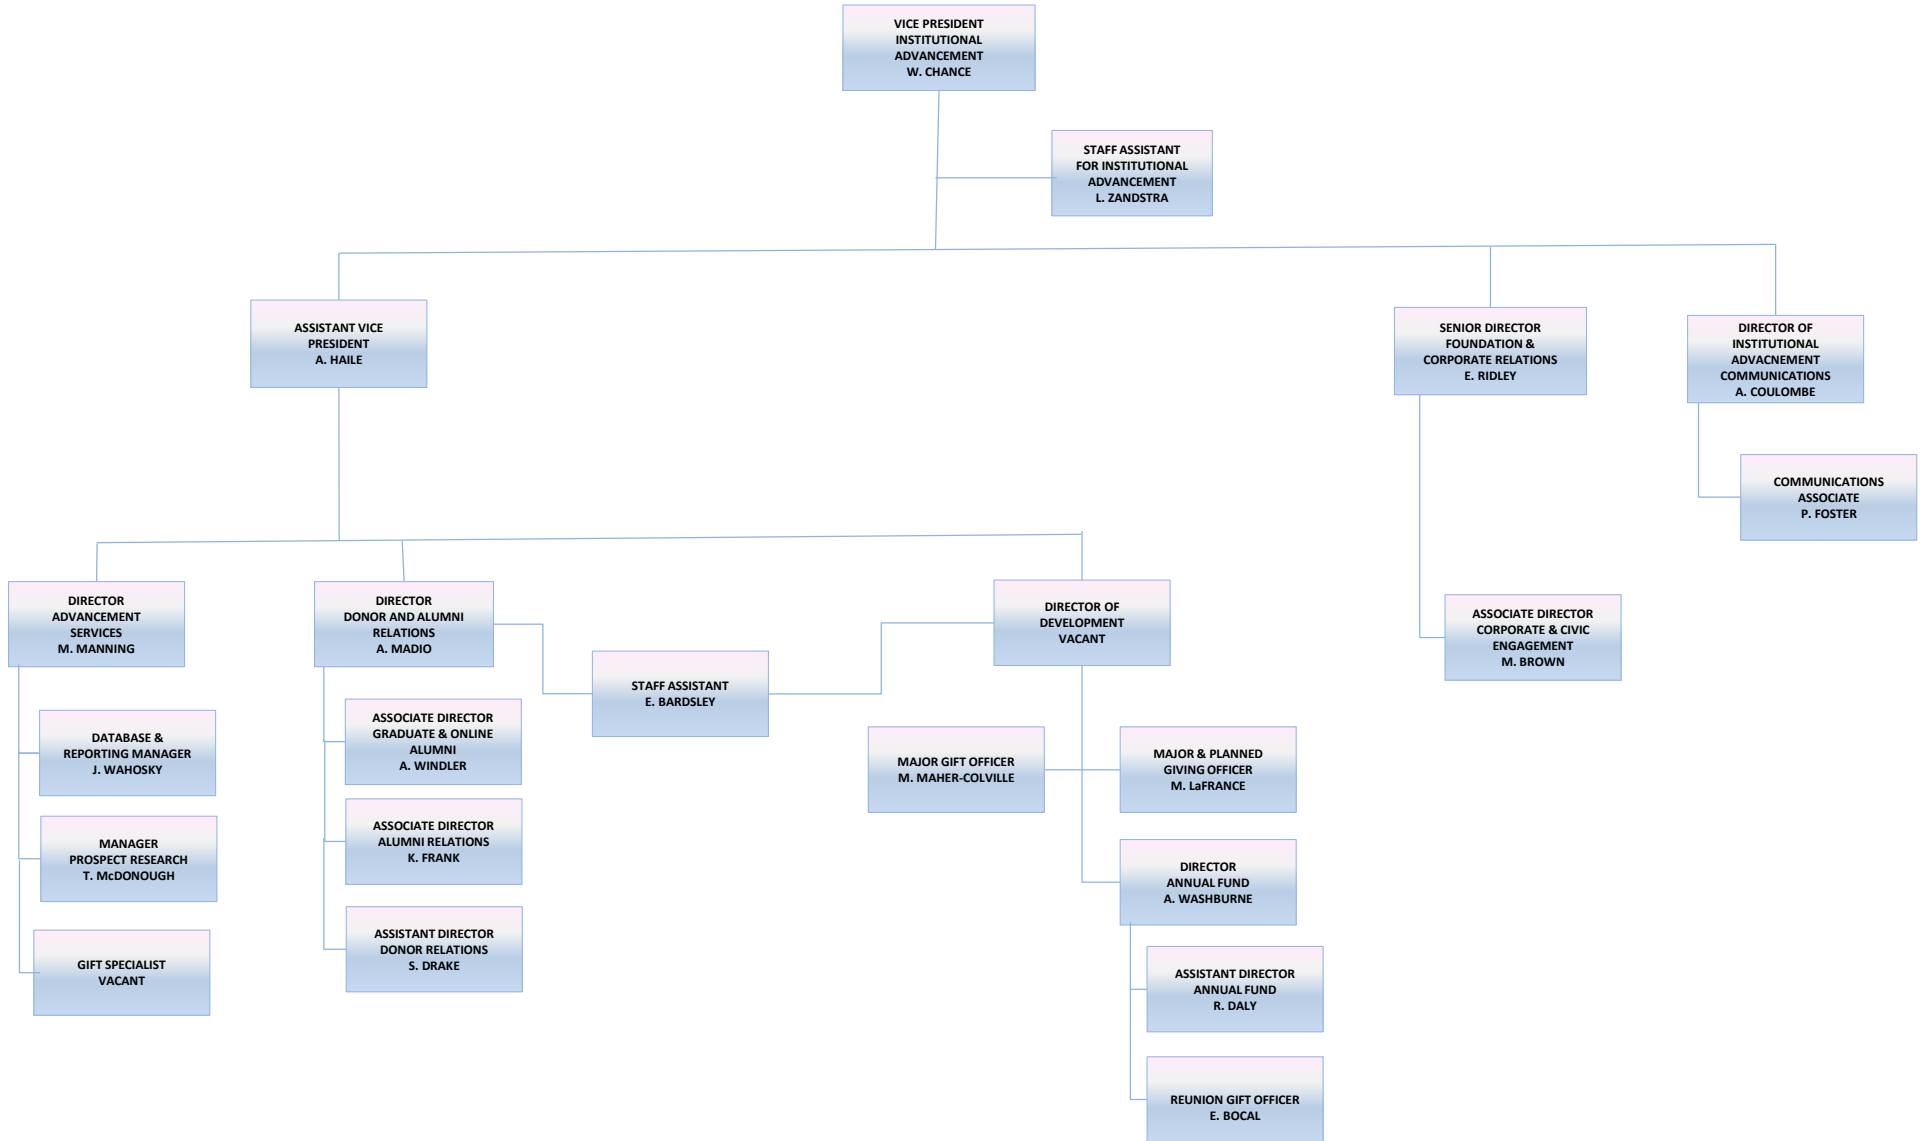 VICE PRESIDENT
INSTITUTIONAL
ADVANCEMENT
W. CHANCE
STAFF ASSISTANT
FOR INSTITUTIONAL
ADVANCEMENT
L. ZANDSTRA
ASSISTANT VICE
PRESIDENT
A. HAILE
SENIOR DIRECTOR
FOUNDATION &
CORPORATE RELATIONS
E. RIDLEY
DIRECTOR OF
INSTITUTIONAL
ADVACNEMENT
COMMUNICATIONS
A. COULOMBE
COMMUNICATIONS
ASSOCIATE
P. FOSTER
DIRECTOR
ADVANCEMENT
SERVICES
M. MANNING
DIRECTOR
DONOR AND ALUMNI
RELATIONS
A. MADIO
DIRECTOR OF
DEVELOPMENT
VACANT
ASSOCIATE DIRECTOR
CORPORATE & CIVIC
ENGAGEMENT
M. BROWN
STAFF ASSISTANT
E. BARDSLEY
DATABASE &
REPORTING MANAGER
J. WAHOSKY
ASSOCIATE DIRECTOR
GRADUATE & ONLINE
ALUMNI
A. WINDLER
MAJOR GIFT OFFICER
M. MAHER-COLVILLE
MAJOR & PLANNED
GIVING OFFICER
M. LaFRANCE
MANAGER
PROSPECT RESEARCH
T. McDONOUGH
ASSOCIATE DIRECTOR
ALUMNI RELATIONS
K. FRANK
DIRECTOR
ANNUAL FUND
A. WASHBURNE
GIFT SPECIALIST
VACANT
ASSISTANT DIRECTOR
DONOR RELATIONS
S. DRAKE
ASSISTANT DIRECTOR
ANNUAL FUND
R. DALY
REUNION GIFT OFFICER
E. BOCAL